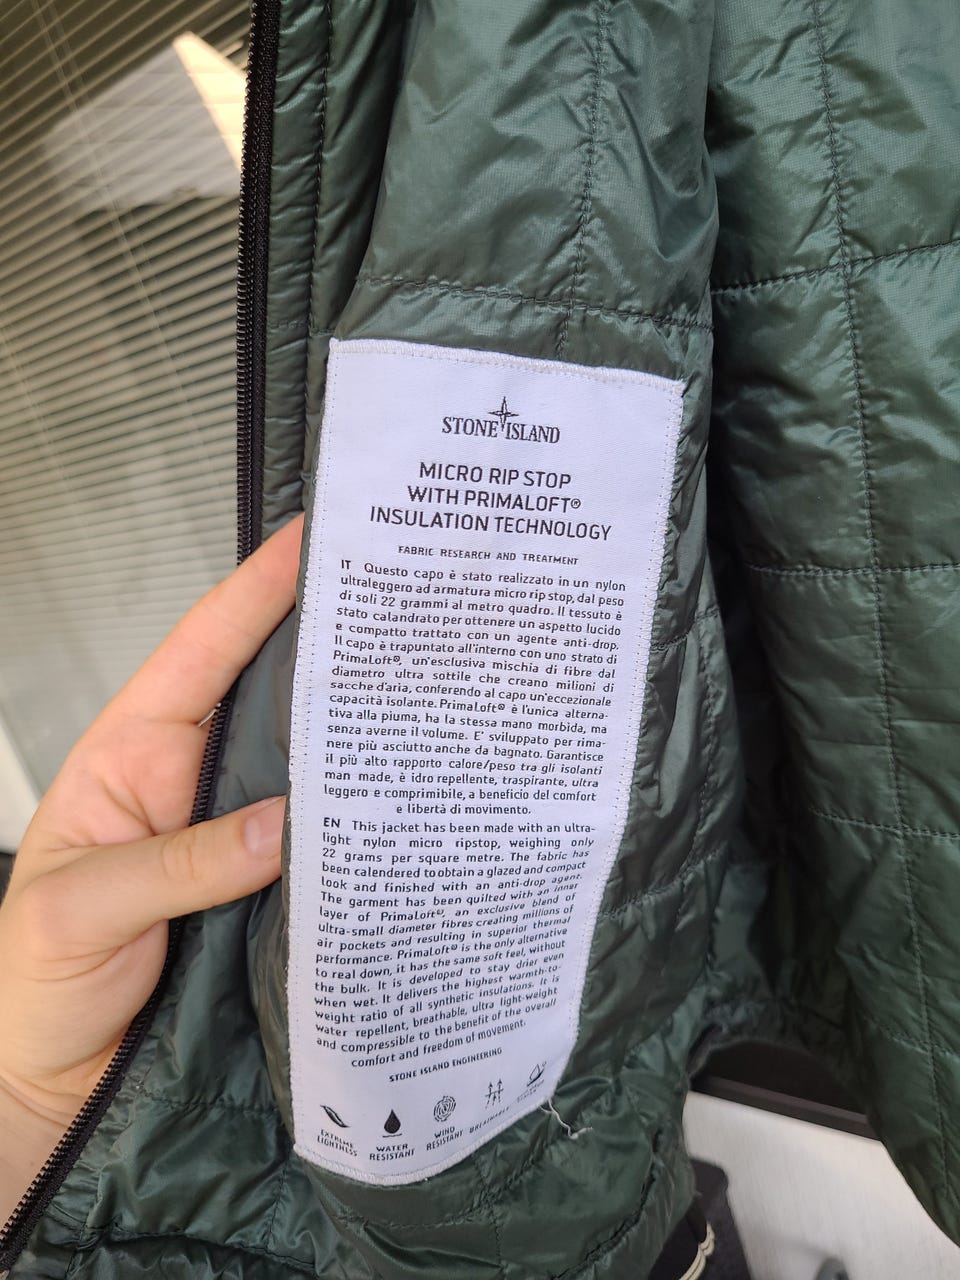 STONE ISLAND
MICRO RIP STOP
WITH PRIMALOFT®
INSULATION TECHNOLOGY
FABRIC RESEARCH AND TREATMENT
IT Questo capo è stato realizzato in un nylon
ultraleggero ad armatura micro rip stop, dal peso
di soli 22 grammi al metro quadro. Il tessuto è
stato calandrato per ottenere un aspetto lucido
e compatto trattato con un agente anti-drop.
Il capo è trapuntato all'interno con uno strato di
PrimaLoft®, un'esclusiva mischia di fibre dal
diametro ultra sottile che creano milioni di
sacche d'aria, conferendo al capo un'eccezionale
capacità isolante. PrimaLoft® è l'unica alterna-
tiva alla piuma, ha la stessa mano morbida, ma
senza averne il volume. E' sviluppato per rima-
nere più asciutto anche da bagnato. Garantisce
il più alto rapporto calore/peso tra gli isolanti
man made, è idro repellente, traspirante, ultra
leggero e comprimibile, a beneficio del comfort
e libertà di movimento.
EN This jacket has been made with an ultra-
light nylon micro ripstop, weighing only
22 grams per square metre. The fabric has
been calendered to obtain a glazed and compact
look and finished with an anti-drop agent.
The garment has been quilted with an inner
layer of PrimaLoft®, an exclusive blend of
ultra-small diameter fibres creating millions of
air pockets and resulting in superior thermal
performance. PrimaLoft® is the only alternative
to real down, it has the same soft feel, without
the bulk. It is developed to stay drier even
when wet. It delivers the highest warmth-to-
weight ratio of all synthetic insulations. It is
water repellent, breathable, ultra light-weight
and compressible to the benefit of the overall
comfort and freedom of movement.
STONE ISLAND ENGINEERING
EXTREME
LIGHTNESS
WATER
RESISTANT
WIND
RESISTANT
BREATHABLE